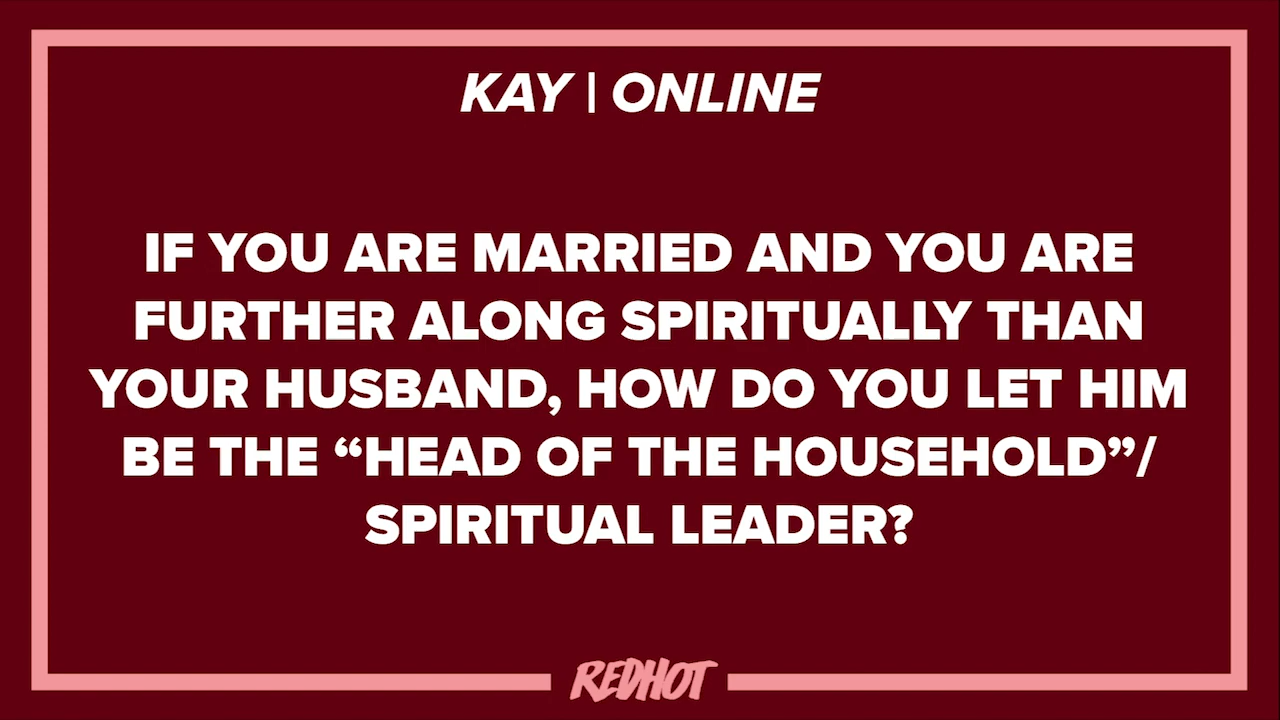 KAY | ONLINE
IF YOU ARE MARRIED AND YOU ARE
FURTHER ALONG SPIRITUALLY THAN
YOUR HUSBAND, HOW DO YOU LET HIM
BE THE “HEAD OF THE HOUSEHOLD”/
SPIRITUAL LEADER?
REDHOT